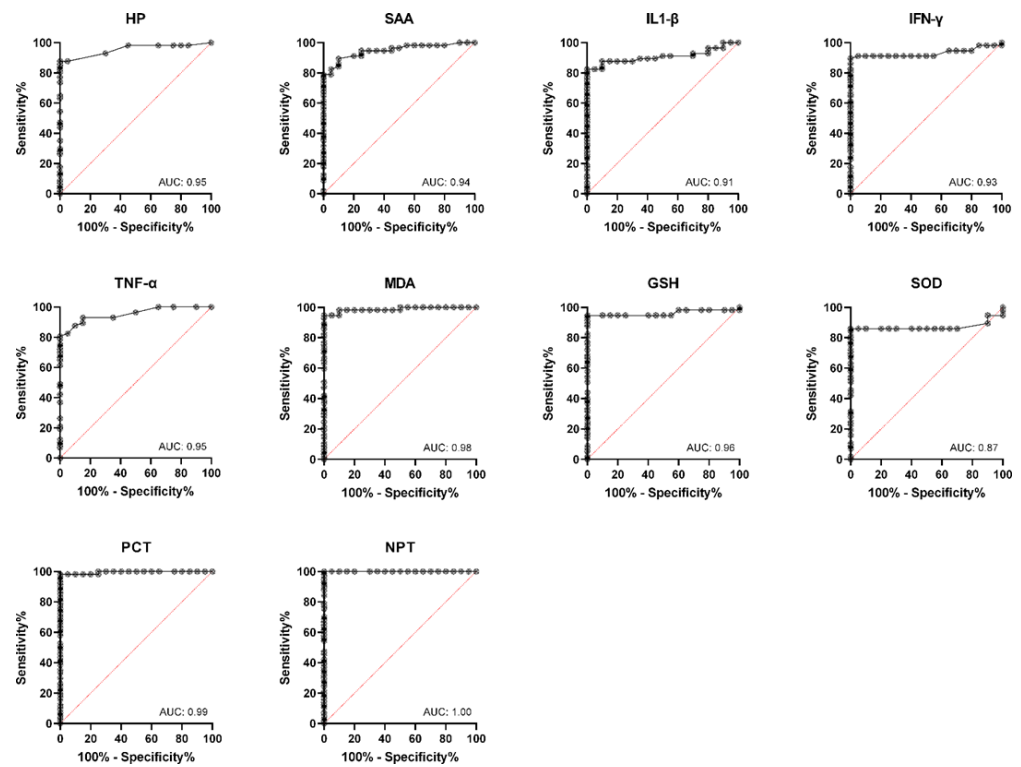 HP
SAA
IL1-β
IFN-γ
100
80
60
40
20
0
Sensitivity%
AUC: 0.95
0 20 40 60 80 100
100% - Specificity%
100
80
60
40
20
0
Sensitivity%
AUC: 0.94
0 20 40 60 80 100
100% - Specificity%
100
80
60
40
20
0
Sensitivity%
AUC: 0.91
0 20 40 60 80 100
100% - Specificity%
100
80
60
40
20
0
Sensitivity%
AUC: 0.93
0 20 40 60 80 100
100% - Specificity%
TNF-α
MDA
GSH
SOD
100
80
60
40
20
0
Sensitivity%
AUC: 0.95
0 20 40 60 80 100
100% - Specificity%
100
80
60
40
20
0
Sensitivity%
AUC: 0.98
0 20 40 60 80 100
100% - Specificity%
100
80
60
40
20
0
Sensitivity%
AUC: 0.96
0 20 40 60 80 100
100% - Specificity%
100
80
60
40
20
0
Sensitivity%
AUC: 0.87
0 20 40 60 80 100
100% - Specificity%
PCT
NPT
100
80
60
40
20
0
Sensitivity%
AUC: 0.99
0 20 40 60 80 100
100% - Specificity%
100
80
60
40
20
0
Sensitivity%
AUC: 1.00
0 20 40 60 80 100
100% - Specificity%